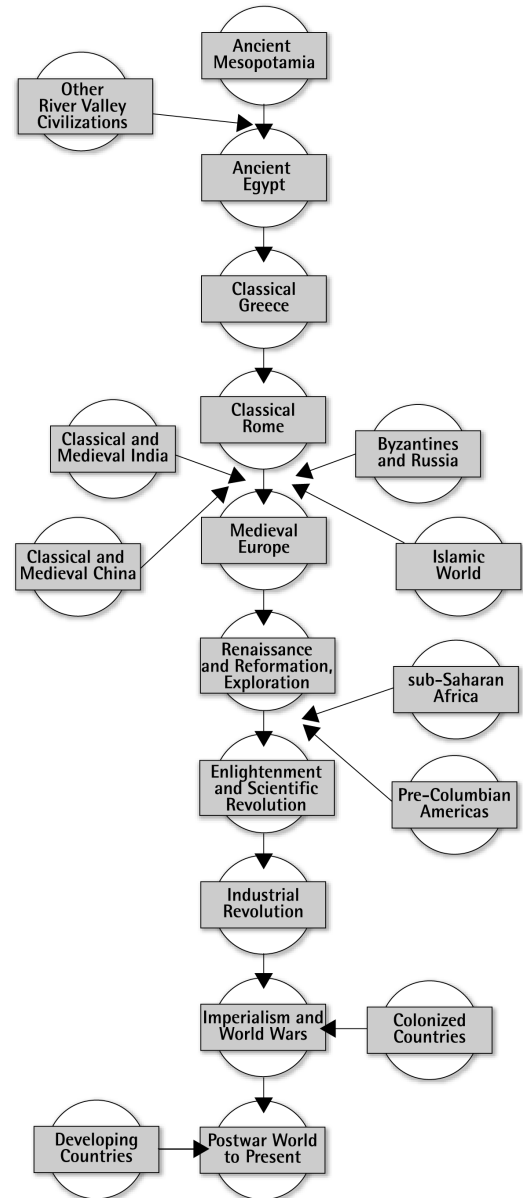 Ancient
Mesopotamia
Other
River Valley
Civilizations
Ancient
Egypt
Classical
Greece
Classical
Rome
Classical and
Medieval India
Byzantines
and Russia
Medieval
Europe
Classical and
Medieval China
Islamic
World
Renaissance
and Reformation,
Exploration
sub-Saharan
Africa
Enlightenment
and Scientific
Revolution
Pre-Columbian
Americas
Industrial
Revolution
Imperialism and
World Wars
Colonized
Countries
Developing
Countries
Postwar World
to Present